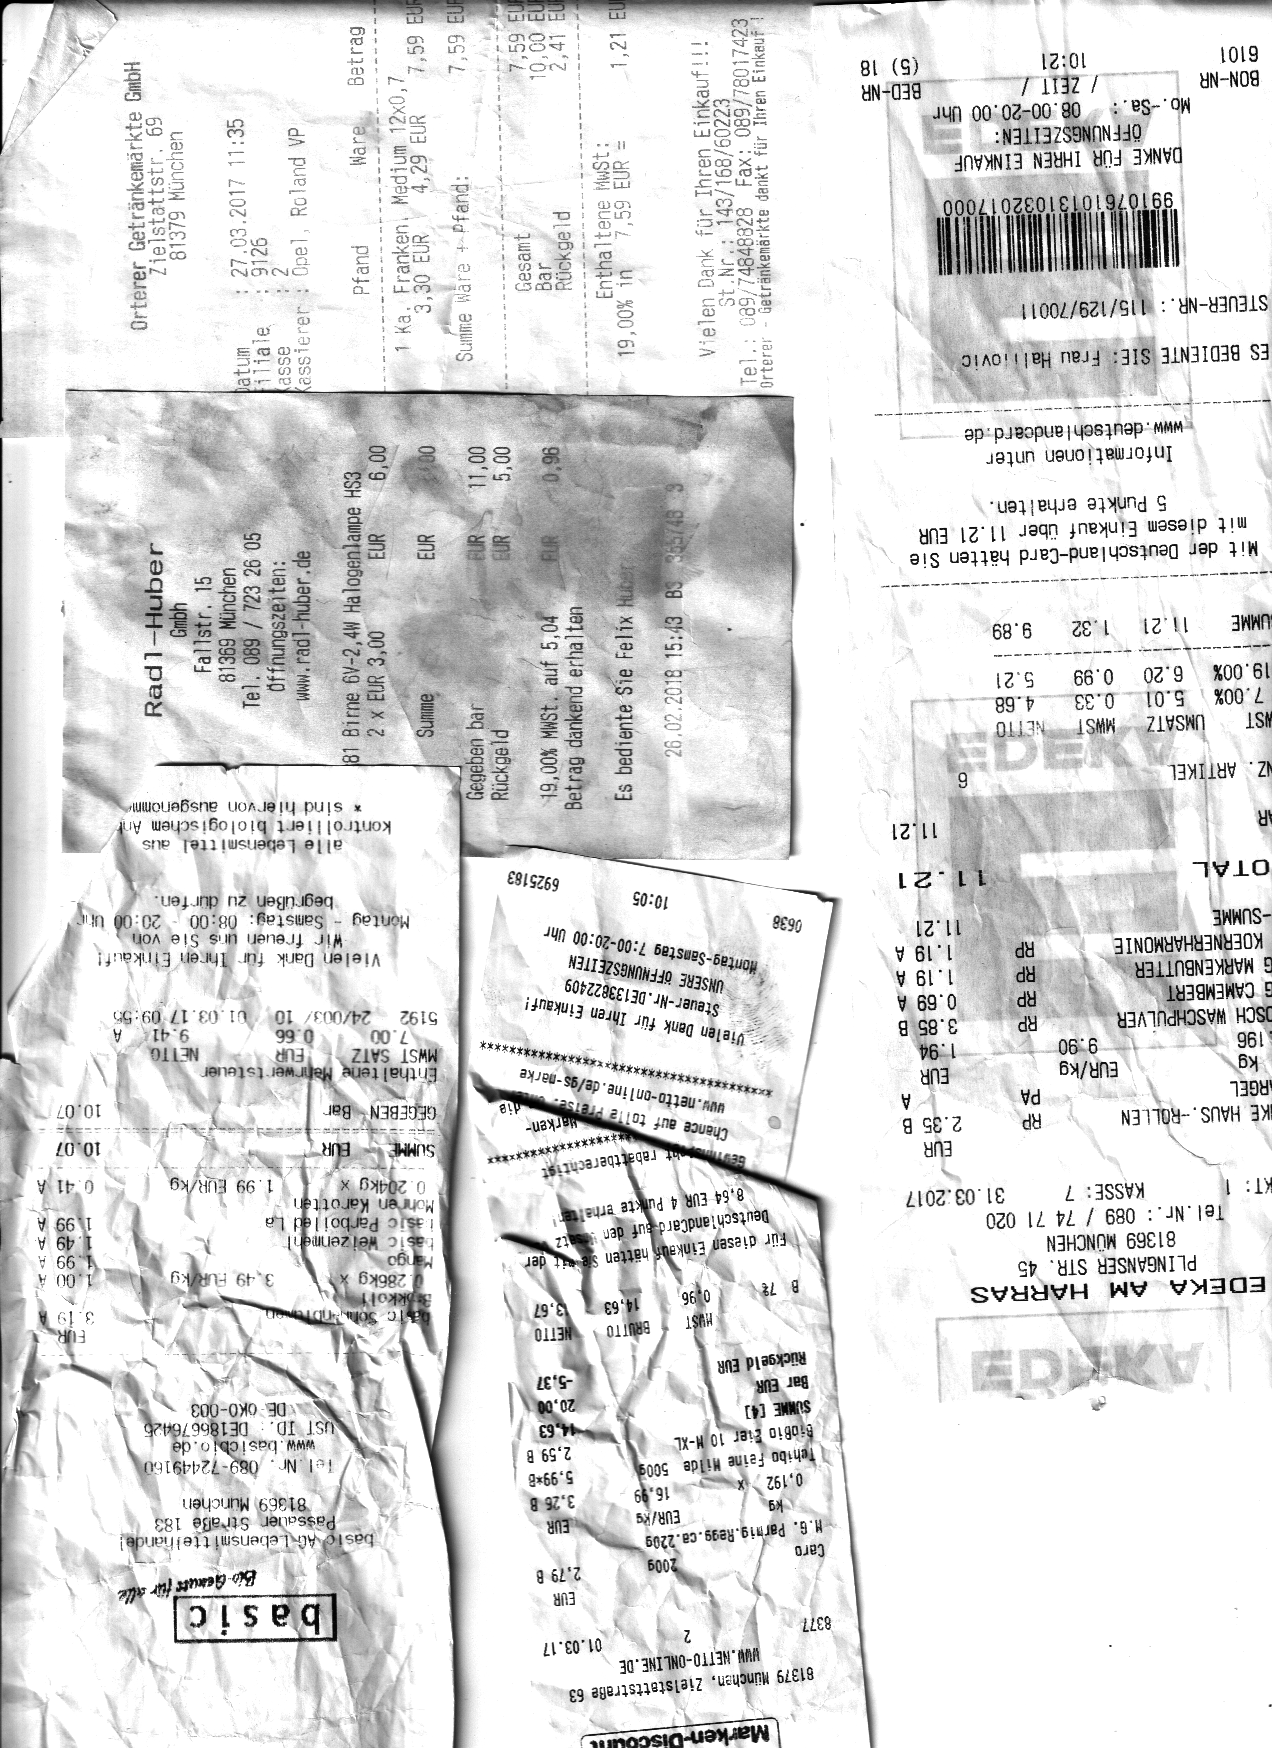 Orterer Getränkemärkte GmbH
Zielstattstr. 69
81379 München
Datum : 27.03.2017 11:35
Filiale : 9126
Kasse : 2
Kassierer: Opel, Roland VP
Pfand Ware Betrag
1 Ka. Franken. Medium 12x0,7
3,30 EUR 4,29 EUR 7,59 EUR
Summe Ware + Pfand: 7,59 EUR
Gesamt 7,59 EUR
Bar 10,00 EUR
Rückgeld 2,41 EUR
Enthaltene MwSt:
19,00% in 7,59 EUR = 1,21 EUR
Vielen Dank für Ihren Einkauf!!!
St.Nr.: 143/168/60223
Tel.: 089/74848828 Fax: 089/78017423
Orterer - Getränkemärkte dankt für Ihren Einkauf !
Radl-Huber
Gmbh
Fallstr. 15
81369 München
Tel. 089 / 723 26 05
Öffnungszeiten:
www.radl-huber.de
81 Birne 6V-2,4W Halogenlampe HS3
2 x EUR 3,00 EUR 6,00
Summe EUR
Gegeben bar EUR 11,00
Rückgeld EUR 5,00
19,00% MWSt. auf 5,04 EUR 0,96
Betrag dankend erhalten
Es bediente Sie Felix Huber
26.02.2018 15:43 B3
basic
Bio-Genuss für alle
basic AG Lebensmittelhandel
Passauer Straße 183
81369 München
Tel.Nr. 089-72449160
www.basicbio.de
UST ID.: DE186676426
DE-ÖKO-003
EUR
basic 3.19 A
Brokkoli
0.286kg x 3.49 EUR/kg 1.00 A
Mango 1.99 A
basic Weizenmehl 1.49 A
basic Parboiled La 1.99 A
Möhren Karotten
0.204kg x 1.99 EUR/kg 0.41 A
SUMME EUR 10.07
GEGEBEN Bar 10.07
Enthaltene Mehrwertsteuer
MWST SATZ EUR NETTO
7.00 0.66 9.41 A
5192 24/003/ 10 01.03.17 09:55
Vielen Dank für Ihren Einkauf!
Wir freuen uns Sie von
Montag - Samstag: 08:00 - 20:00 Uhr
begrüßen zu dürfen.
alle Lebensmittel aus
kontrolliert biologischem Anb
* sind hiervon ausgenomm
Marken-Discount
81379 München, Zielstattstraße 63
WWW.NETTO-ONLINE.DE
8377 2 01.03.17
EUR
Caro 200g 2,79 B
M.G. Parmig.Regg.ca.220g
kg EUR/kg EUR
0,192 x 16,99 3,26 B
Tchibo Feine Milde 500g 5,99*B
BioBio Eier 10 M-XL 2,59 B
SUMME [4] 14,63
Bar EUR 20,00
Rückgeld EUR -5,37
MWST BRUTTO NETTO
B 7% 0,96 14,63 13,67
Für diesen Einkauf hätten Sie mit der
Deutschlandcard auf den Umsatz
8,64 EUR 4 Punkte erhalten!
rabattberechtigt
********************************
Chance auf tolle Preise. die Marken-
www.netto-online.de/gs-marke
********************************
Vielen Dank für Ihren Einkauf!
Steuer-Nr.DE133822409
UNSERE ÖFFNUNGSZEITEN
Montag-Samstag 7:00-20:00 Uhr
0636 10:05 6925183
EDEKA
EDEKA AM HARRAS
PLINGANSER STR. 45
81369 MÜNCHEN
Tel.Nr.: 089 / 74 71 020
KT: 1 KASSE: 7 31.03.2017
EUR
KE HAUS.-ROLLEN RP 2.35 B
ARGEL PA A
kg EUR/kg EUR
.196 9.90 1.94
OSCH WASCHPULVER RP 3.85 B
G CAMEMBERT RP 0.69 A
G MARKENBUTTER RP 1.19 A
KOERNERHARMONIE RP 1.19 A
-SUMME 11.21
OTAL 11.21
AR 11.21
NZ. ARTIKEL 6
WST UMSATZ MWST NETTO
7.00% 5.01 0.33 4.68
19.00% 6.20 0.99 5.21
SUMME 11.21 1.32 9.89
Mit der Deutschland-Card hätten Sie
mit diesem Einkauf über 11.21 EUR
5 Punkte erhalten.
Informationen unter
www.deutschlandcard.de
ES BEDIENTE SIE: Frau Halilovic
STEUER-NR.: 115/129/70011
9910761013103201​7000
DANKE FÜR IHREN EINKAUF
ÖFFNUNGSZEITEN:
Mo.-Sa.: 08.00-20.00 Uhr
BON-NR / ZEIT / BED-NR
6101 10:21 (5) 18